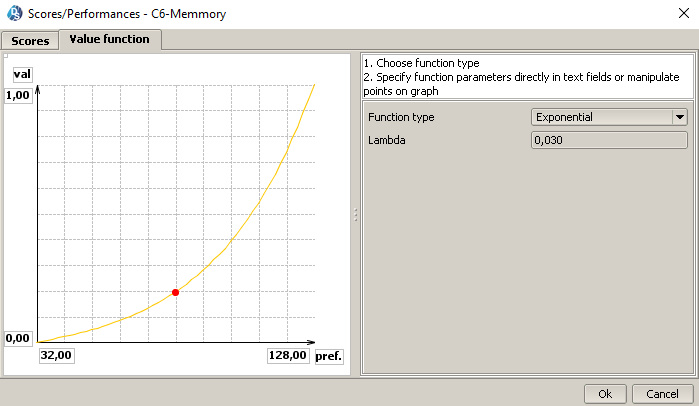 Scores/Performances - C6-Memmory
Scores
Value function
val
1,00
0,00
32,00
128,00
pref.
1. Choose function type
2. Specify function parameters directly in text fields or manipulate
points on graph
Function type
Exponential
Lambda
0,030
Ok
Cancel